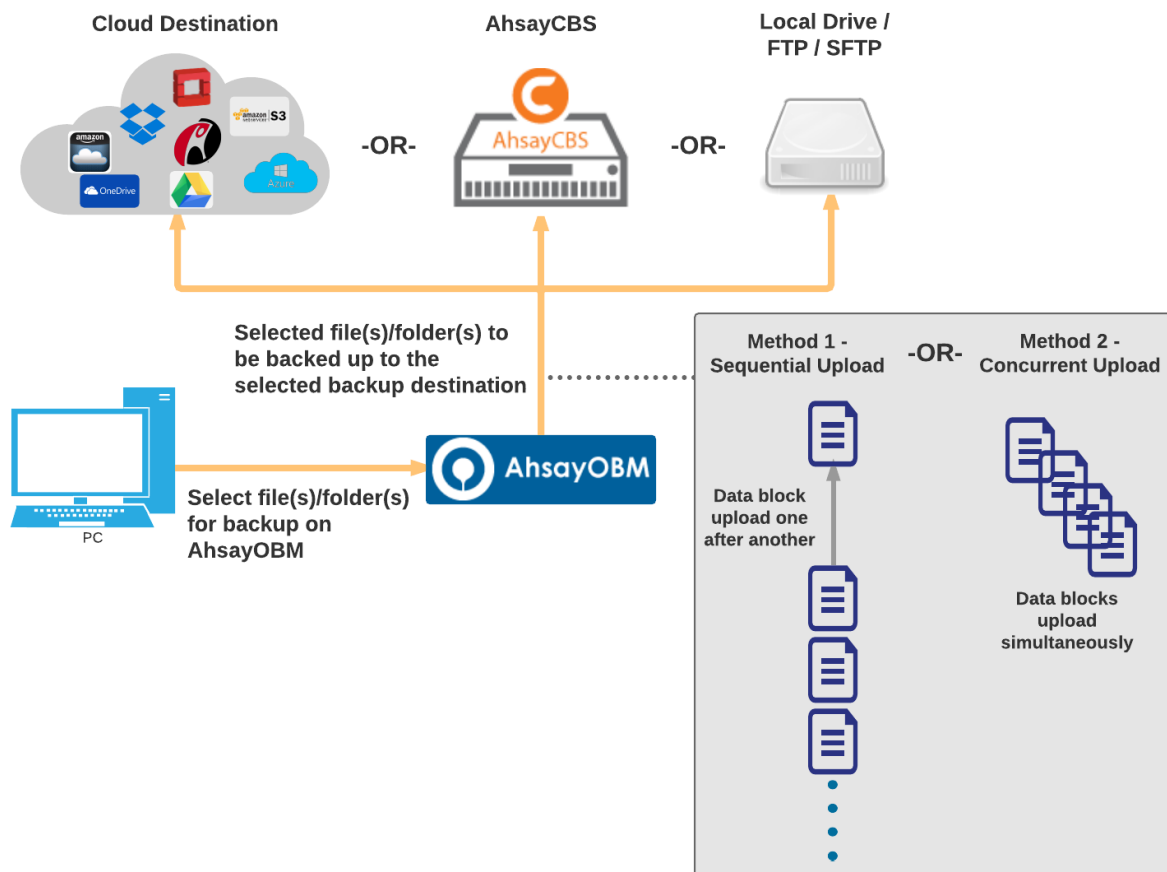 Cloud Destination
AhsayCBS
Local Drive /
FTP / SFTP
amazon
webservices
S3
amazon
OneDrive
Azure
-OR-
AhsayCBS
-OR-
Selected file(s)/folder(s) to
be backed up to the
selected backup destination
PC
Select file(s)/folder(s)
for backup on
AhsayOBM
AhsayOBM
Method 1 -
Sequential Upload
-OR-
Method 2 -
Concurrent Upload
Data block
upload one
after another
Data blocks
upload
simultaneously